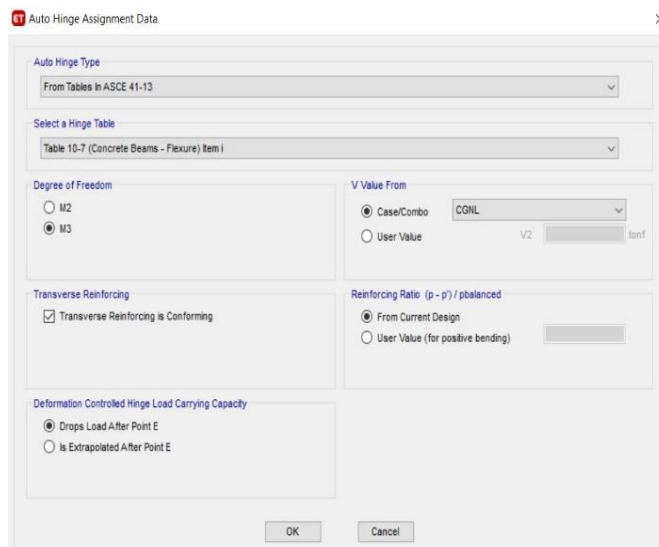 ET Auto Hinge Assignment Data
Auto Hinge Type
From Tables In ASCE 41-13
Select a Hinge Table
Table 10-7 (Concrete Beams - Flexure) Item i
Degree of Freedom
M2
M3
V Value From
Case/Combo CGNL
User Value V2 tonf
Transverse Reinforcing
Transverse Reinforcing is Conforming
Reinforcing Ratio (p - p') / pbalanced
From Current Design
User Value (for positive bending)
Deformation Controlled Hinge Load Carrying Capacity
Drops Load After Point E
Is Extrapolated After Point E
OK Cancel